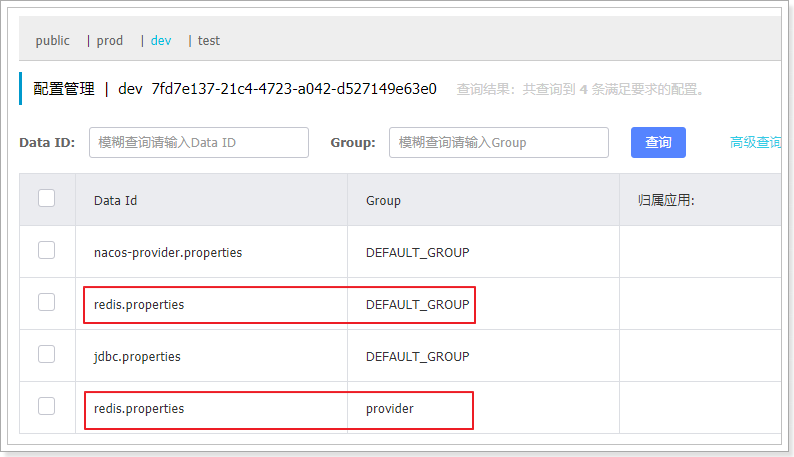 public | prod | dev | test
配置管理 | dev 7fd7e137-21c4-4723-a042-d527149e63e0 查询结果：共查询到 4 条满足要求的配置。
Data ID: 模糊查询请输入Data ID Group: 模糊查询请输入Group 查询 高级查询
Data Id Group 归属应用:
nacos-provider.properties DEFAULT_GROUP
redis.properties DEFAULT_GROUP
jdbc.properties DEFAULT_GROUP
redis.properties provider